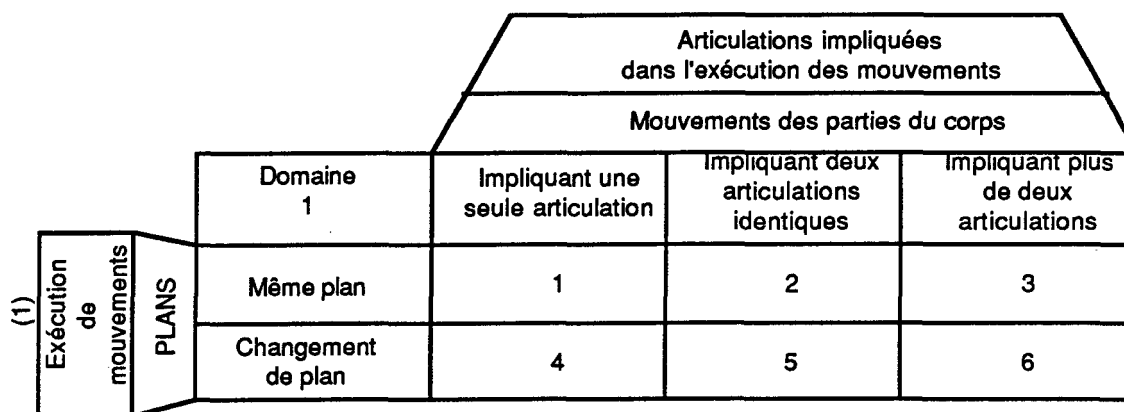 Articulations impliquées
dans l'exécution des mouvements
Mouvements des parties du corps
Domaine
1
Impliquant une
seule articulation
Impliquant deux
articulations
identiques
Impliquant plus
de deux
articulations
(1)
Exécution
de
mouvements
PLANS
Même plan
1
2
3
Changement
de plan
4
5
6